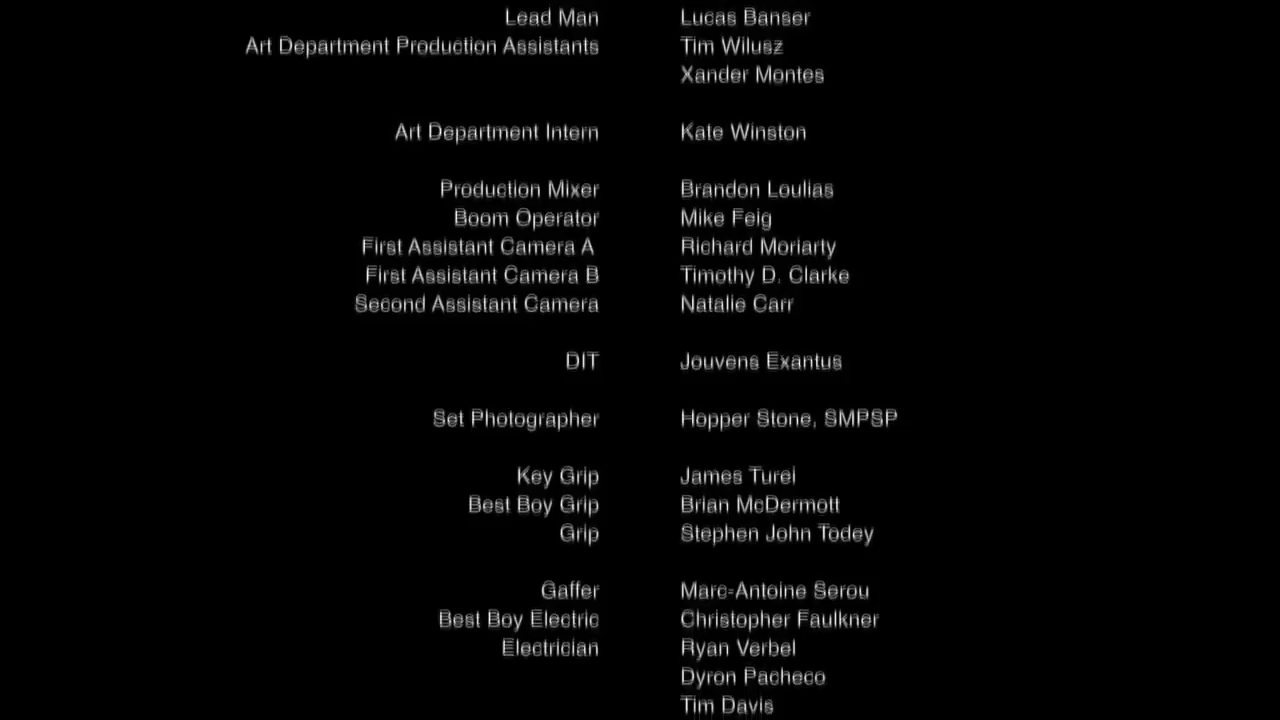 Lead Man Lucas Banser
Art Department Production Assistants Tim Wilusz
Xander Montes
Art Department Intern Kate Winston
Production Mixer Brandon Loulias
Boom Operator Mike Feig
First Assistant Camera A Richard Moriarty
First Assistant Camera B Timothy D. Clarke
Second Assistant Camera Natalie Carr
DIT Jouvens Exantus
Set Photographer Hopper Stone, SMPSP
Key Grip James Turei
Best Boy Grip Brian McDermott
Grip Stephen John Todey
Gaffer Marc-Antoine Serou
Best Boy Electric Christopher Faulkner
Electrician Ryan Verbel
Dyron Pacheco
Tim Davis